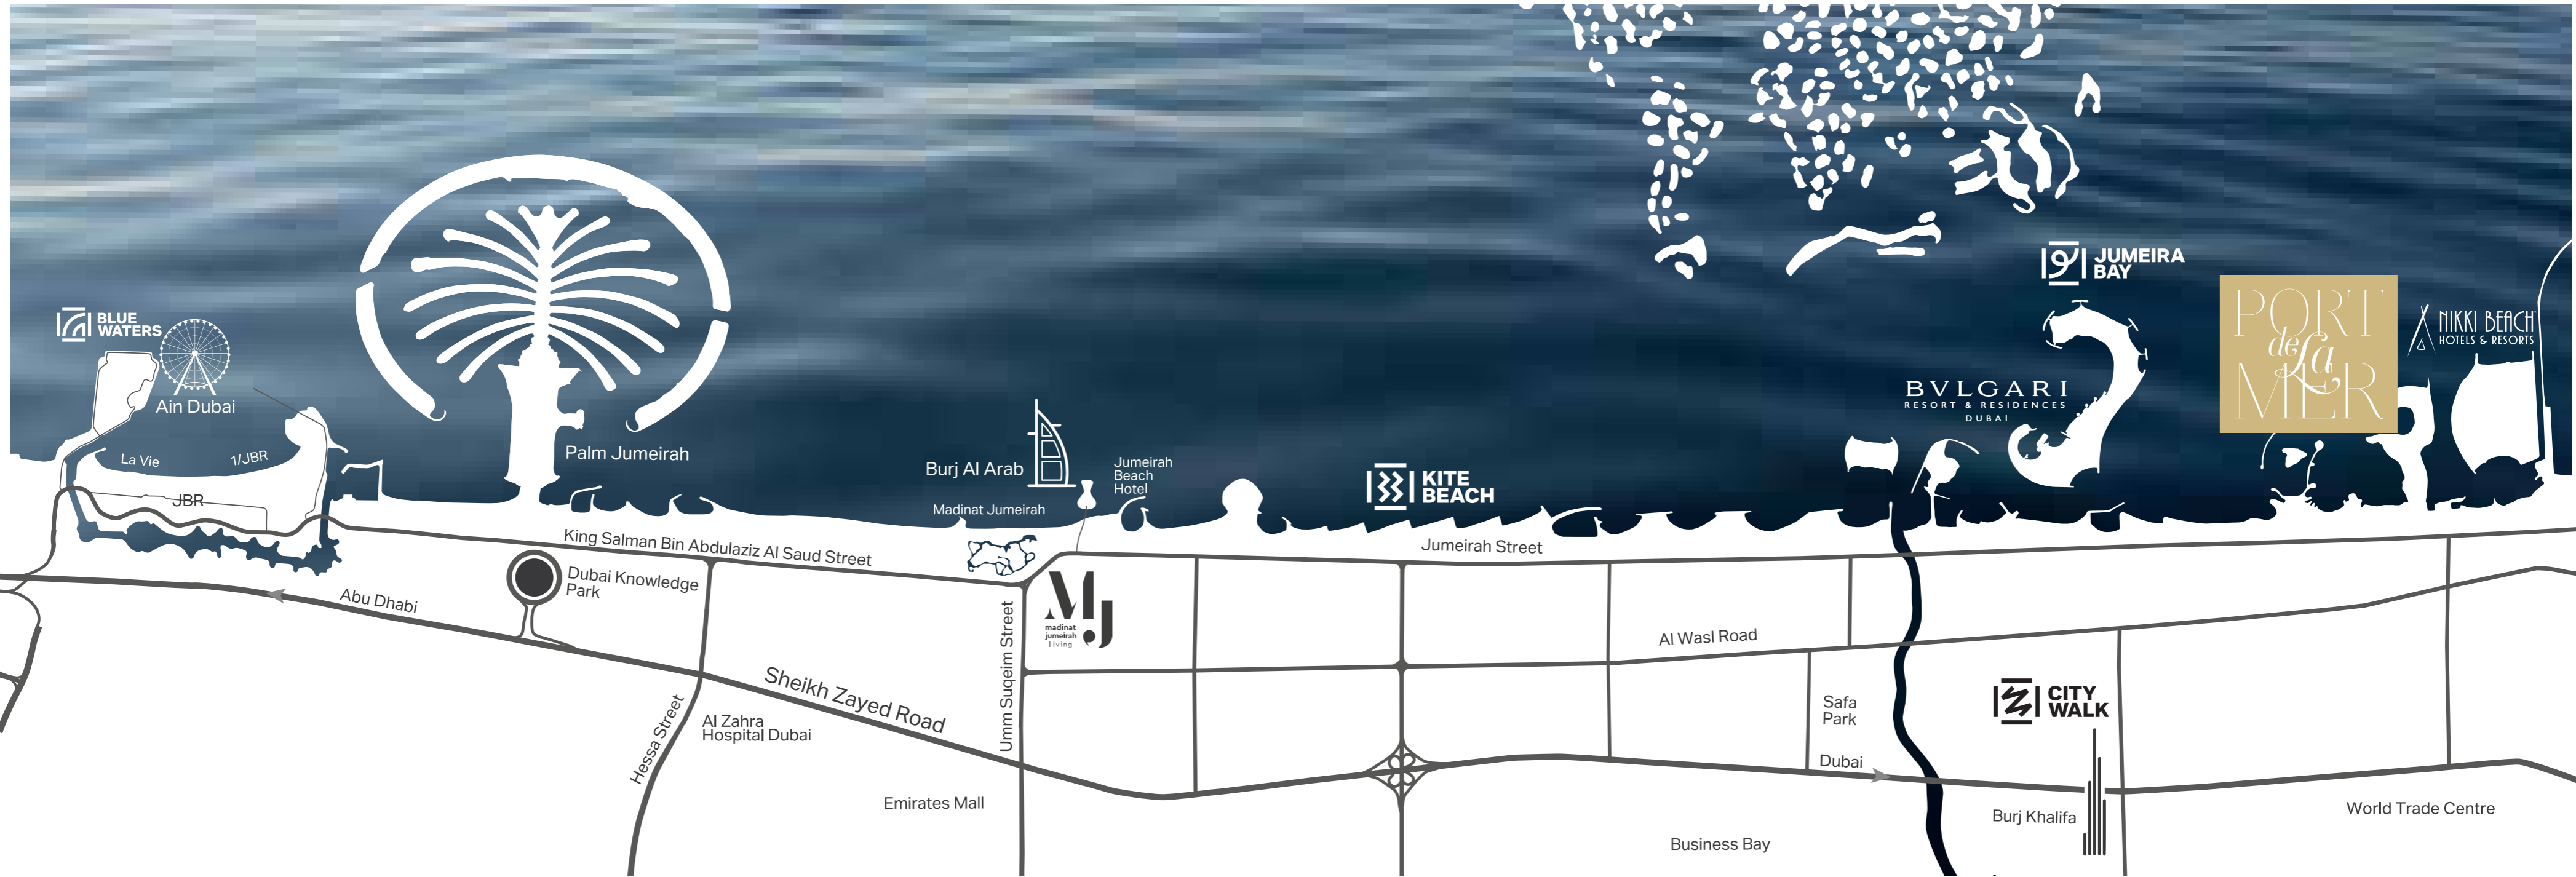 BLUE
WATERS
Ain Dubai
La Vie
1/JBR
JBR
Palm Jumeirah
Burj Al Arab
Jumeirah
Beach
Hotel
Madinat Jumeirah
KITE
BEACH
JUMEIRA
BAY
BVLGARI
RESORT & RESIDENCES
DUBAI
PORT
de La
MER
NIKKI BEACH
HOTELS & RESORTS
King Salman Bin Abdulaziz Al Saud Street
Jumeirah Street
Dubai Knowledge
Park
Abu Dhabi
Sheikh Zayed Road
Hessa Street
Al Zahra
Hospital Dubai
Umm Suqeim Street
MJ
madinat
jumeirah
living
Emirates Mall
Al Wasl Road
Safa
Park
Dubai
CITY
WALK
Burj Khalifa
Business Bay
World Trade Centre